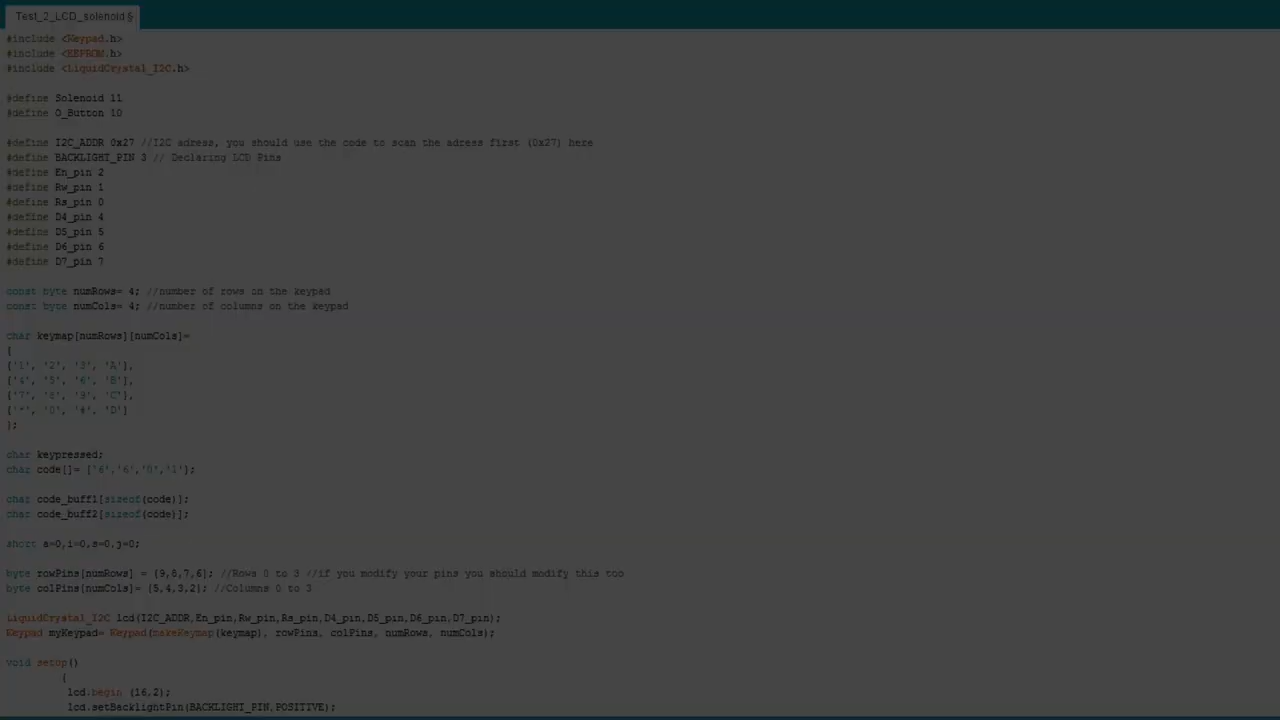 Test_2_LCD_solenoid §
#include <Keypad.h>
#include <EEPROM.h>
#include <LiquidCrystal_I2C.h>
#define Solenoid 11
#define O_Button 10
#define I2C_ADDR 0x27 //I2C adress, you should use the code to scan the adress first (0x27) here
#define BACKLIGHT_PIN 3 // Declaring LCD Pins
#define En_pin 2
#define Rw_pin 1
#define Rs_pin 0
#define D4_pin 4
#define D5_pin 5
#define D6_pin 6
#define D7_pin 7
const byte numRows= 4; //number of rows on the keypad
const byte numCols= 4; //number of columns on the keypad
char keymap[numRows][numCols]=
{
{'1', '2', '3', 'A'},
{'4', '5', '6', 'B'},
{'7', '8', '9', 'C'},
{'*', '0', '#', 'D'}
};
char keypressed;
char code[]= {'6','6','0','1'};
char code_buff1[sizeof(code)];
char code_buff2[sizeof(code)];
short a=0,i=0,s=0,j=0;
byte rowPins[numRows] = //Rows 0 to 3 //if you modify your pins you should modify this too
byte colPins[numCols]= {5,4,3,2}; //Columns 0 to 3
LiquidCrystal_I2C lcd(I2C_ADDR,En_pin,Rw_pin,Rs_pin,D4_pin,D5_pin,D6_pin,D7_pin);
Keypad myKeypad= Keypad(makeKeymap(keymap), rowPins, colPins, numRows, numCols);
void setup()
{
lcd.begin (16,2);
lcd.setBacklightPin(BACKLIGHT_PIN,POSITIVE);